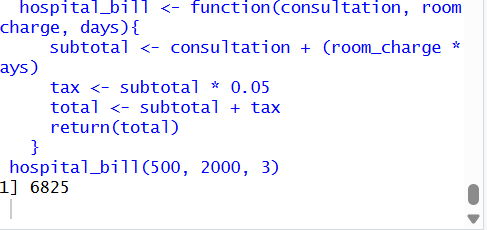 hospital_bill <- function(consultation, room
charge, days){
subtotal <- consultation + (room_charge *
ays)
tax <- subtotal * 0.05
total <- subtotal + tax
return(total)
}
hospital_bill(500, 2000, 3)
1] 6825